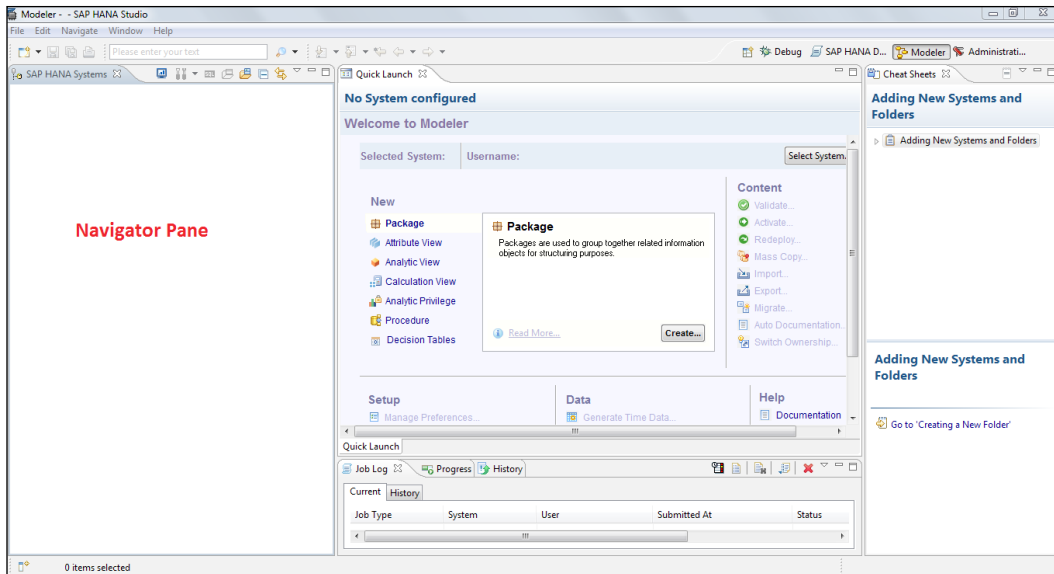 Modeler - - SAP HANA Studio
File Edit Navigate Window Help
Please enter your text
Debug SAP HANA D... Modeler Administrati...
SAP HANA Systems
Navigator Pane
Quick Launch
No System configured
Welcome to Modeler
Selected System: Username: Select System.
New
Package
Attribute View
Analytic View
Calculation View
Analytic Privilege
Procedure
Decision Tables
Package
Packages are used to group together related information
objects for structuring purposes.
Read More... Create...
Content
Validate...
Activate...
Redeploy...
Mass Copy...
Import...
Export...
Migrate...
Auto Documentation.
Switch Ownership...
Setup
Manage Preferences...
Data
Generate Time Data...
Help
Documentation
Quick Launch
Job Log Progress History
Current History
Job Type System User Submitted At Status
Cheat Sheets
Adding New Systems and
Folders
Adding New Systems and Folders
Adding New Systems and
Folders
Go to 'Creating a New Folder'
0 items selected